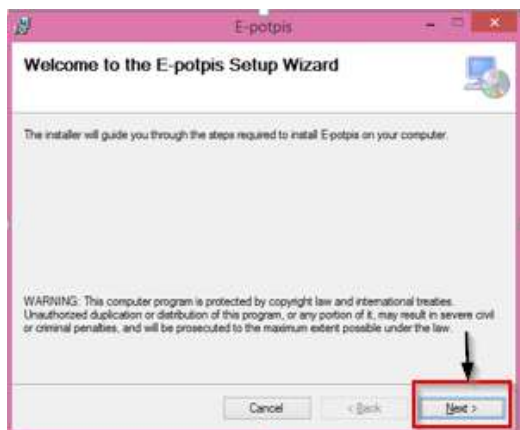 E-potpis
Welcome to the E-potpis Setup Wizard
The installer will guide you through the steps required to install E-potpis on your computer.
WARNING: This computer program is protected by copyright law and international treaties.
Unauthorized duplication or distribution of this program, or any portion of it, may result in severe civil
or criminal penalties, and will be prosecuted to the maximum extent possible under the law.
Cancel
< Back
Next >